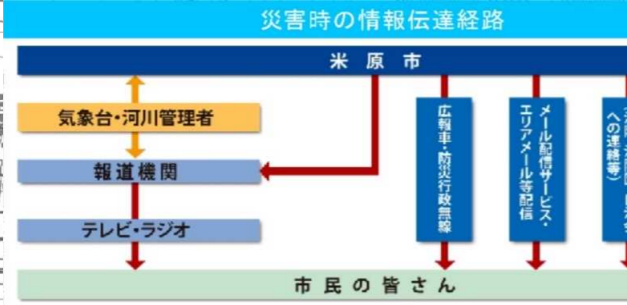 災害時の情報伝達経路
米原市
気象台・河川管理者
報道機関
テレビ・ラジオ
広報車・防災行政無線
メール配信サービス・
エリアメール等配信
への連絡等）
市民の皆さん